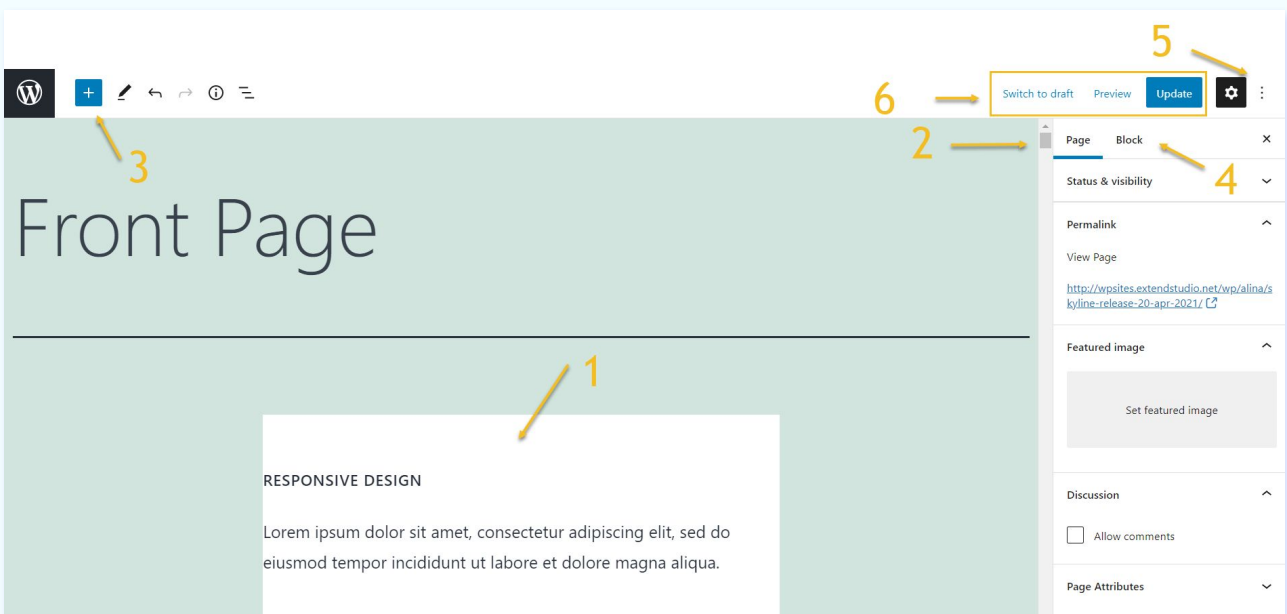 5
6
Switch to draft Preview Update
2
Page Block
3
4
Status & visibility
Front Page
Permalink
View Page
http://wpsites.extendstudio.net/wp/alina/s
kyline-release-20-apr-2021/
Featured image
1
Set featured image
RESPONSIVE DESIGN
Discussion
Lorem ipsum dolor sit amet, consectetur adipiscing elit, sed do
Allow comments
eiusmod tempor incididunt ut labore et dolore magna aliqua.
Page Attributes